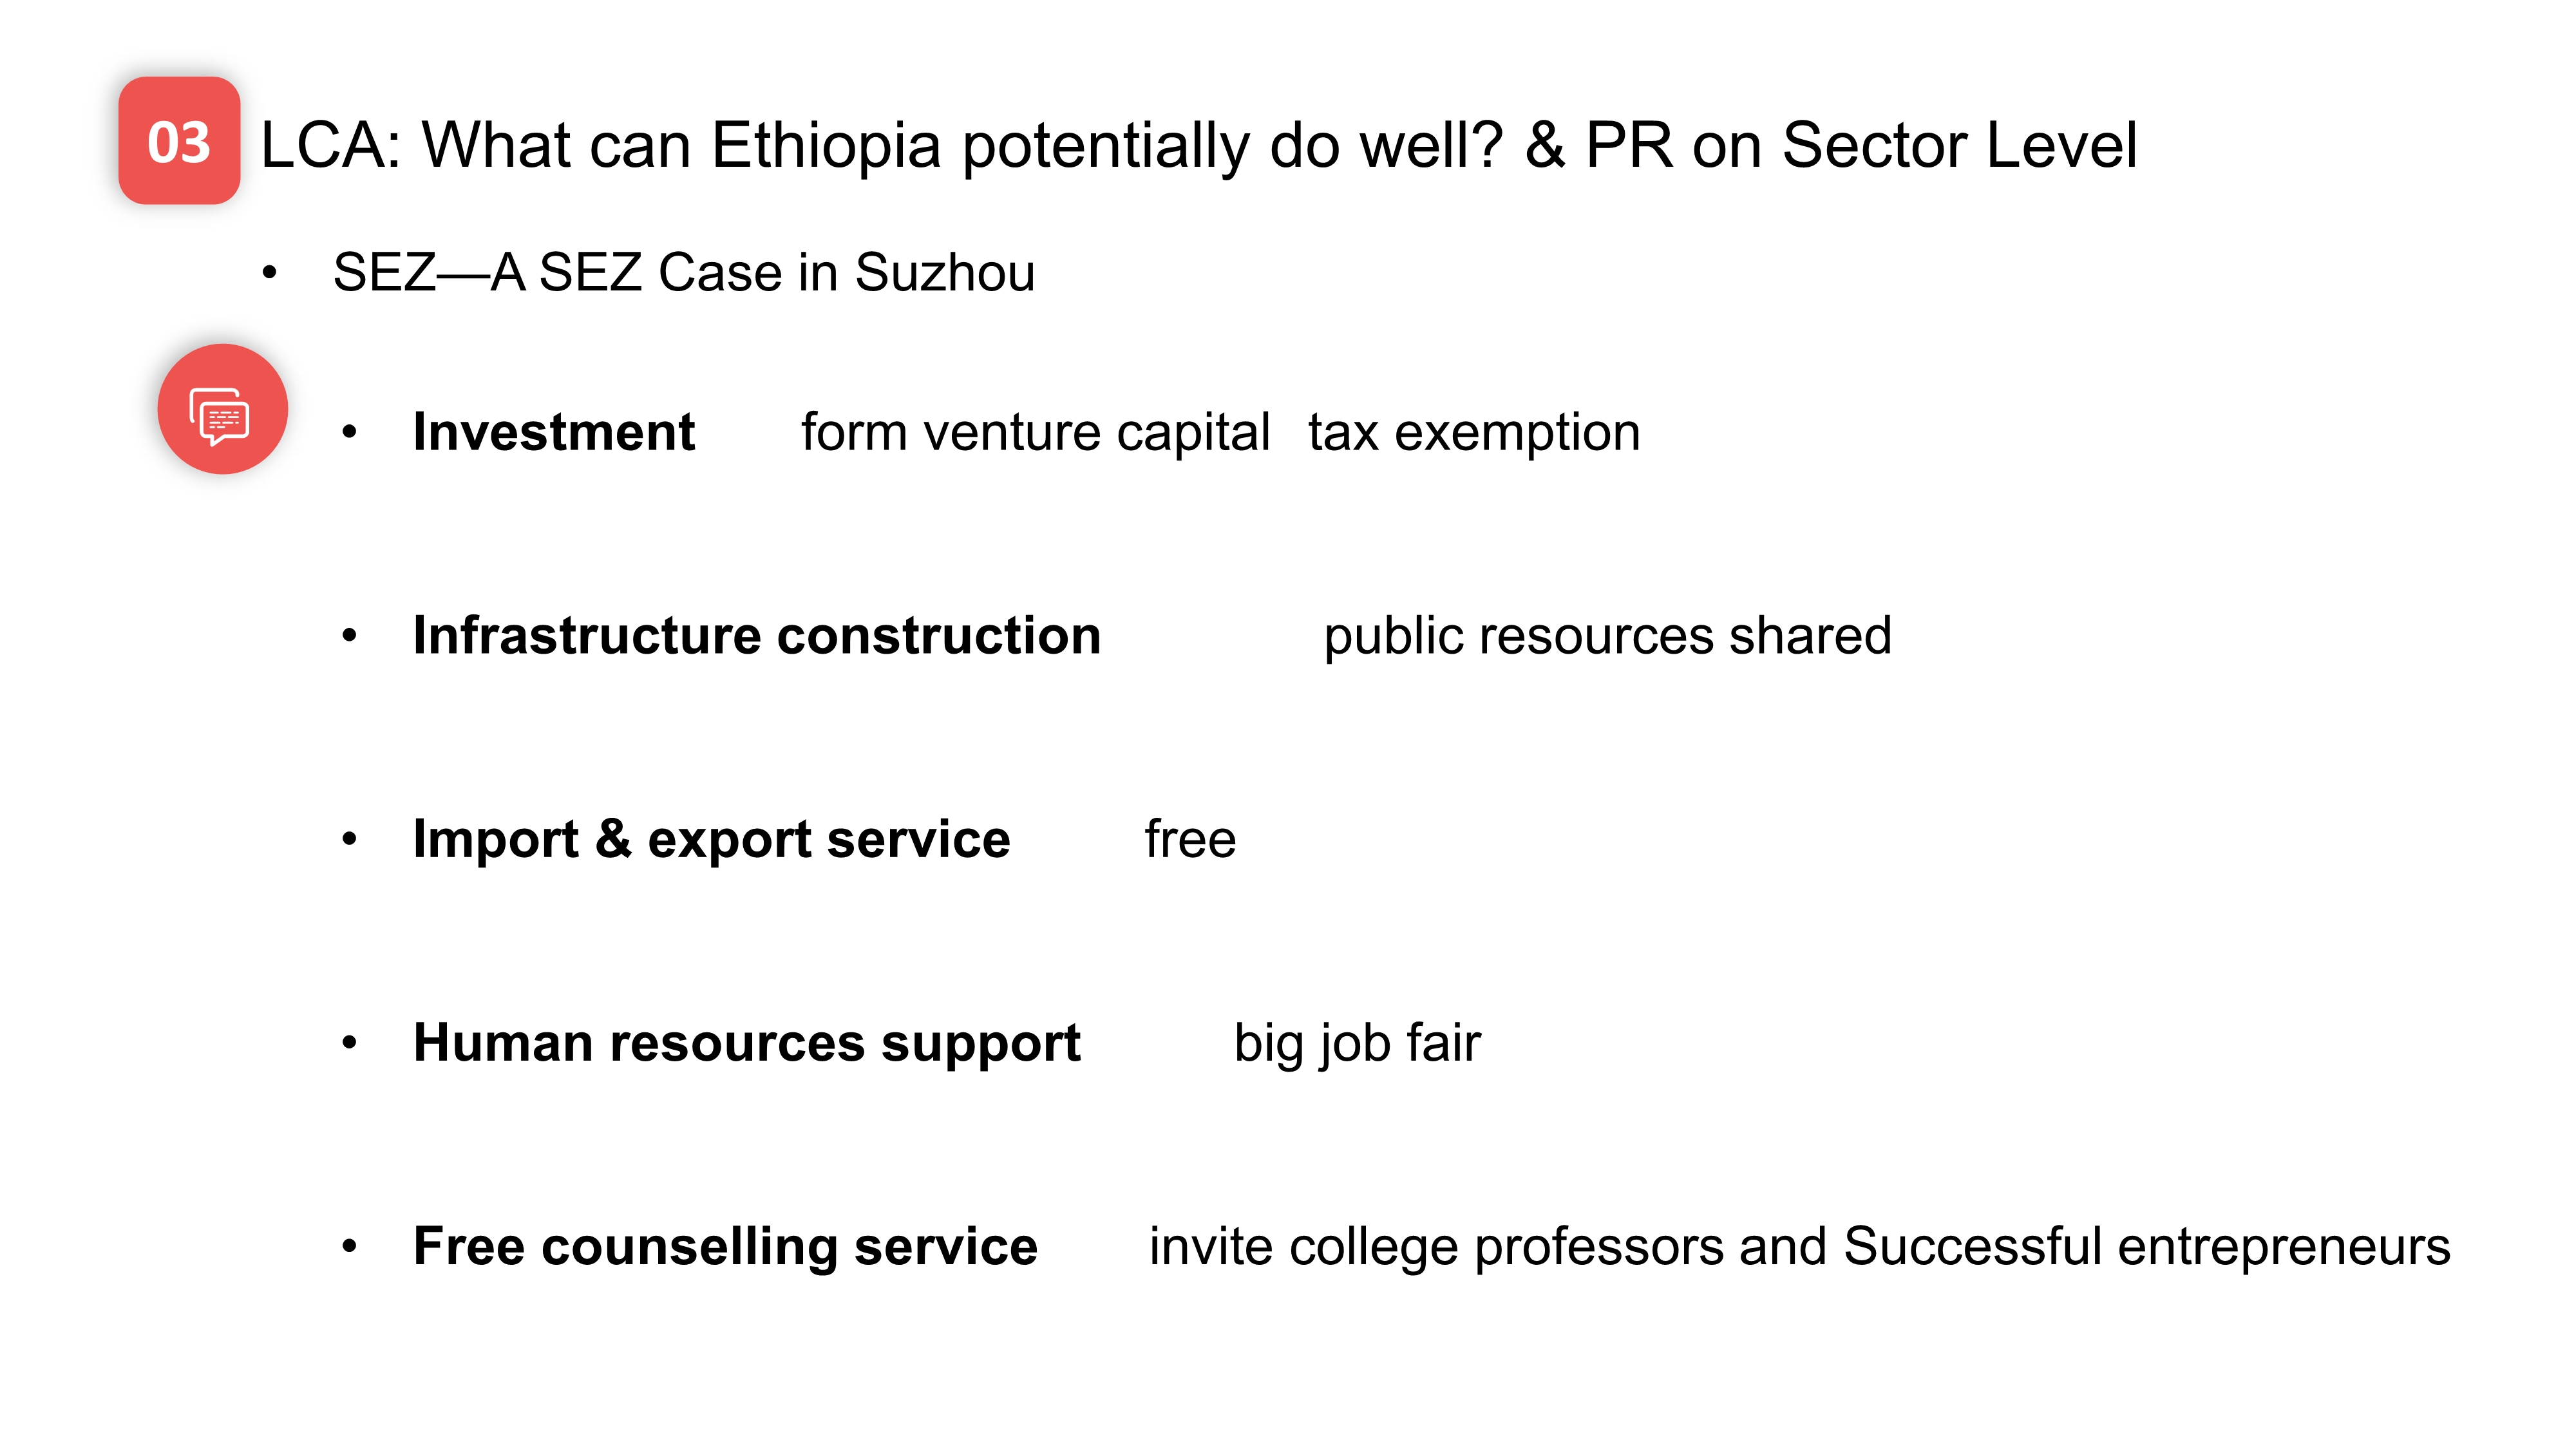 03 LCA: What can Ethiopia potentially do well? & PR on Sector Level
• SEZ—A SEZ Case in Suzhou
• Investment form venture capital tax exemption
• Infrastructure construction public resources shared
• Import & export service free
• Human resources support big job fair
• Free counselling service invite college professors and Successful entrepreneurs